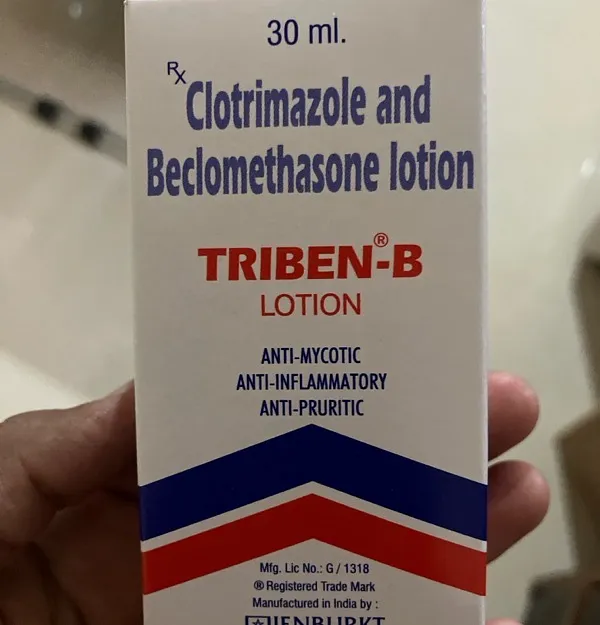 30 ml.
Rx Clotrimazole and
Beclomethasone lotion
TRIBEN®-B
LOTION
ANTI-MYCOTIC
ANTI-INFLAMMATORY
ANTI-PRURITIC
Mfg. Lic No.: G / 1318
® Registered Trade Mark
Manufactured in India by :
JENBURKT